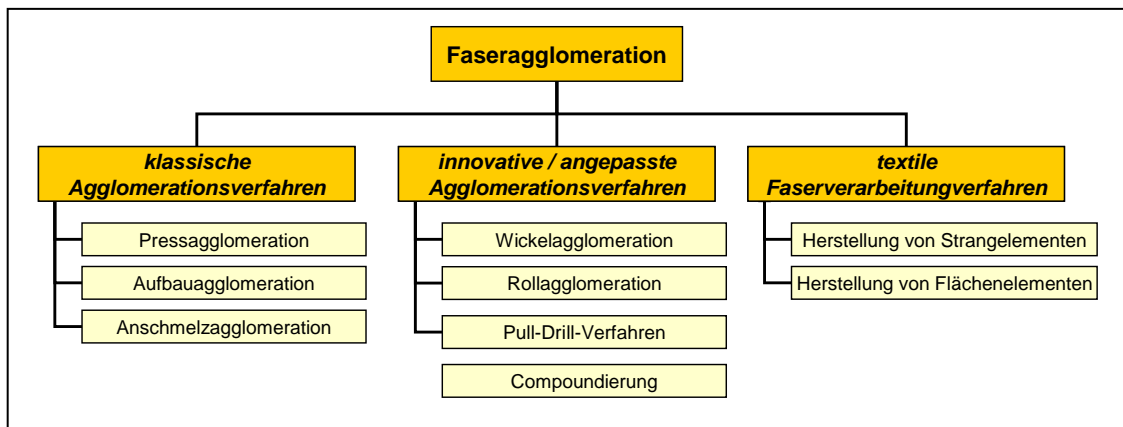 Faseragglomeration
klassische
Agglomerationsverfahren
Pressagglomeration
Aufbauagglomeration
Anschmelzagglomeration
innovative / angepasste
Agglomerationsverfahren
Wickelagglomeration
Rollagglomeration
Pull-Drill-Verfahren
Compoundierung
textile
Faserverarbeitungverfahren
Herstellung von Strangelementen
Herstellung von Flächenelementen